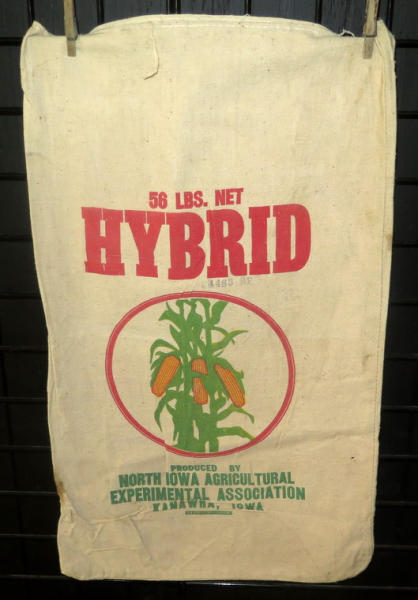 56 LBS. NET
HYBRID
PRODUCED BY
NORTH IOWA AGRICULTURAL
EXPERIMENTAL ASSOCIATION
KANAWHA, IOWA